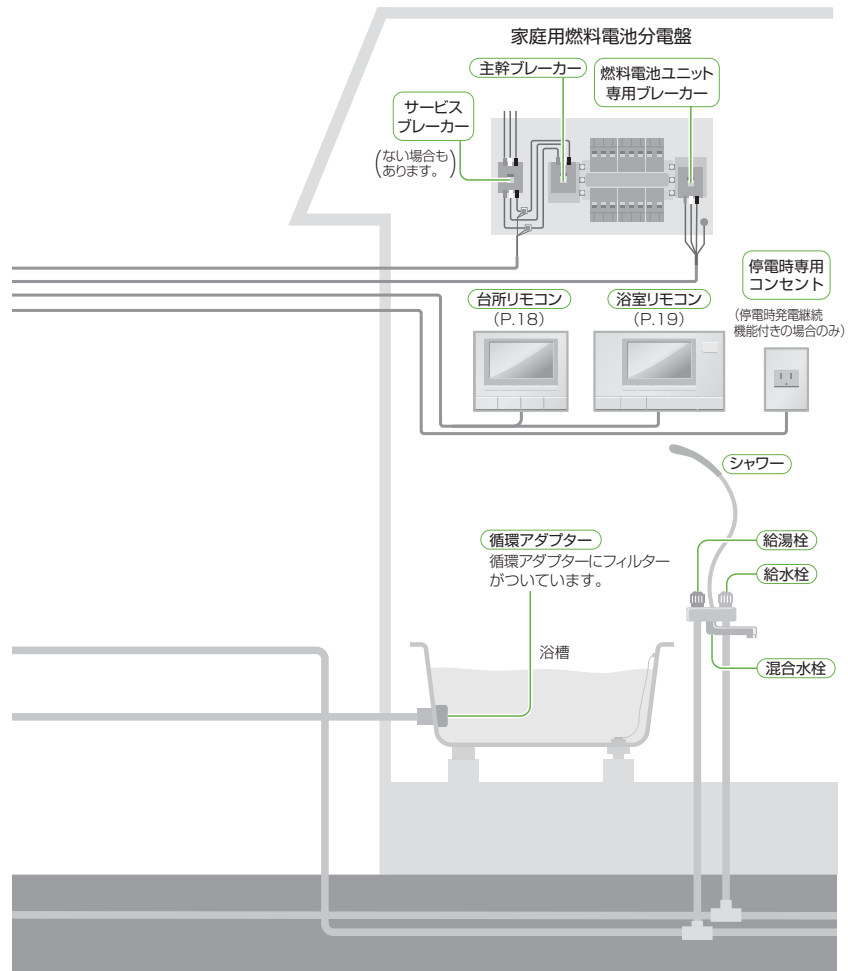 家庭用燃料電池分電盤
主幹ブレーカー
燃料電池ユニット
専用ブレーカー
サービス
ブレーカー
(ない場合も
あります。)
停電時専用
コンセント
(停電時発電継続
機能付きの場合のみ)
台所リモコン
(P.18)
浴室リモコン
(P.19)
シャワー
循環アダプター
循環アダプターにフィルター
がついています。
給湯栓
給水栓
浴槽
混合水栓